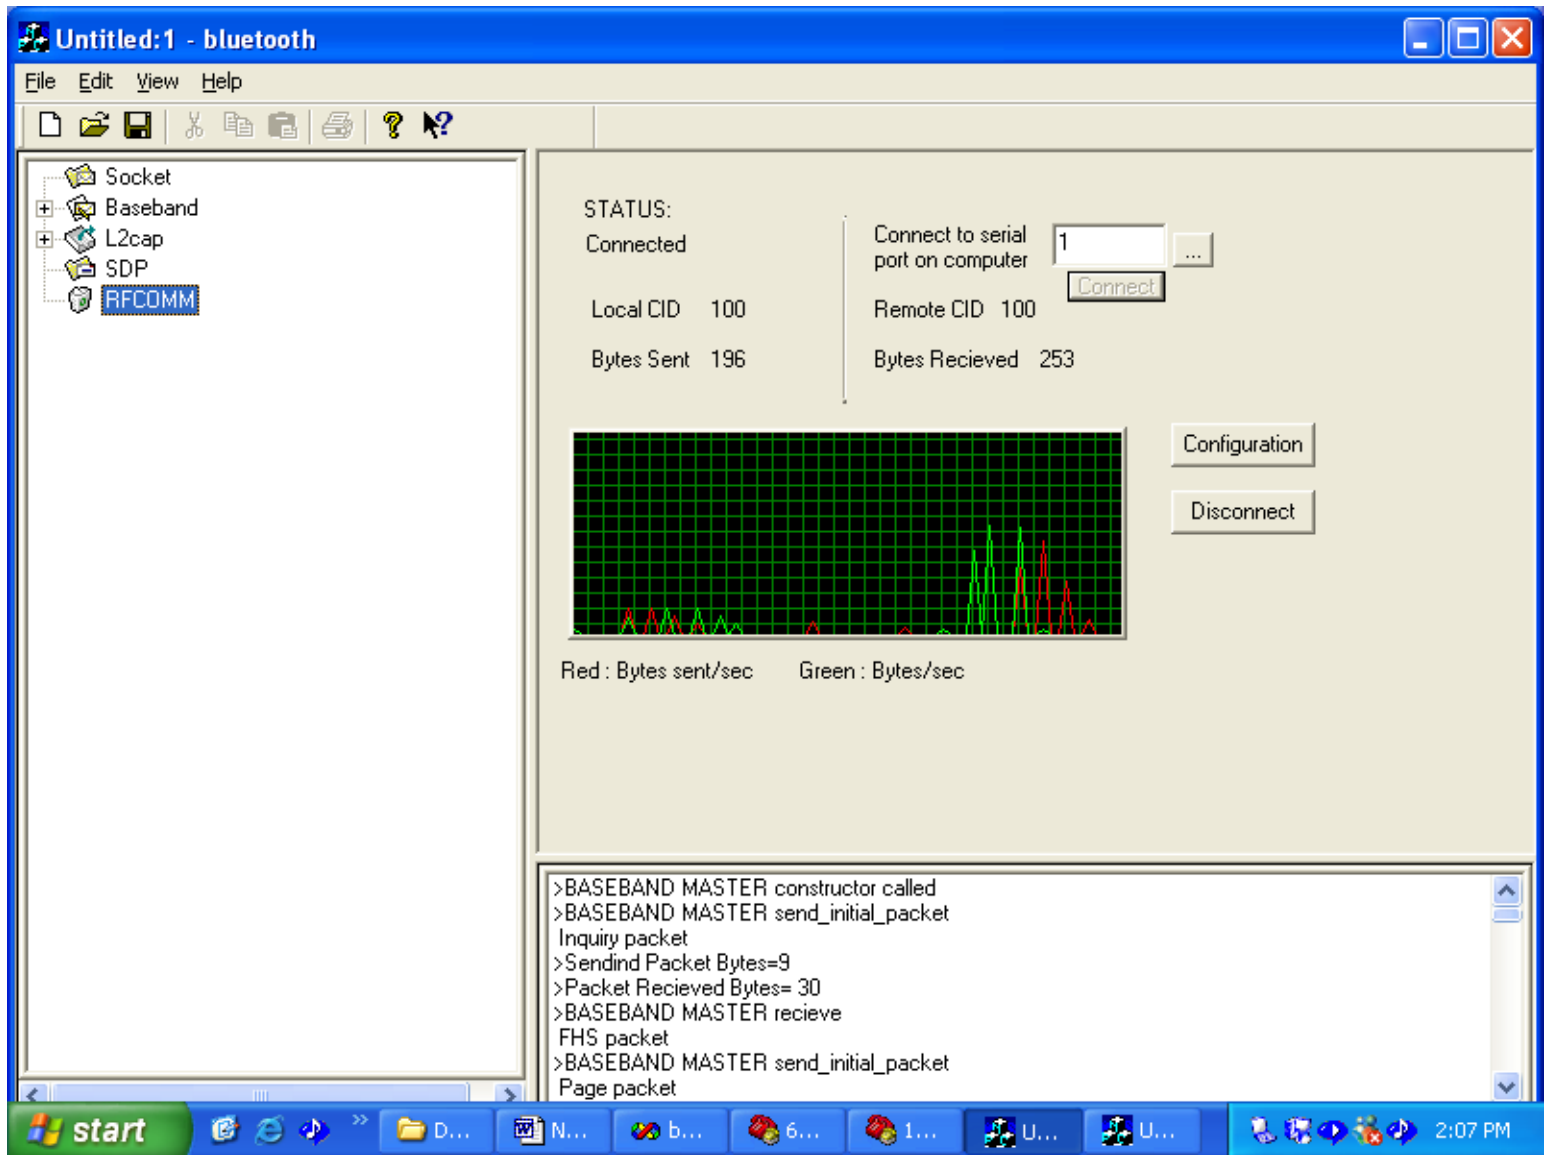 Untitled:1 - bluetooth
File Edit View Help
Socket
Baseband
L2cap
SDP
RFCOMM
STATUS:
Connected
Connect to serial
port on computer
1
...
Connect
Local CID 100
Remote CID 100
Bytes Sent 196
Bytes Recieved 253
Configuration
Disconnect
Red : Bytes sent/sec Green : Bytes/sec
>BASEBAND MASTER constructor called
>BASEBAND MASTER send_initial_packet
Inquiry packet
>Sendind Packet Bytes=9
>Packet Recieved Bytes= 30
>BASEBAND MASTER recieve
FHS packet
>BASEBAND MASTER send_initial_packet
Page packet
start D... N... b... 6... 1... U... U... 2:07 PM